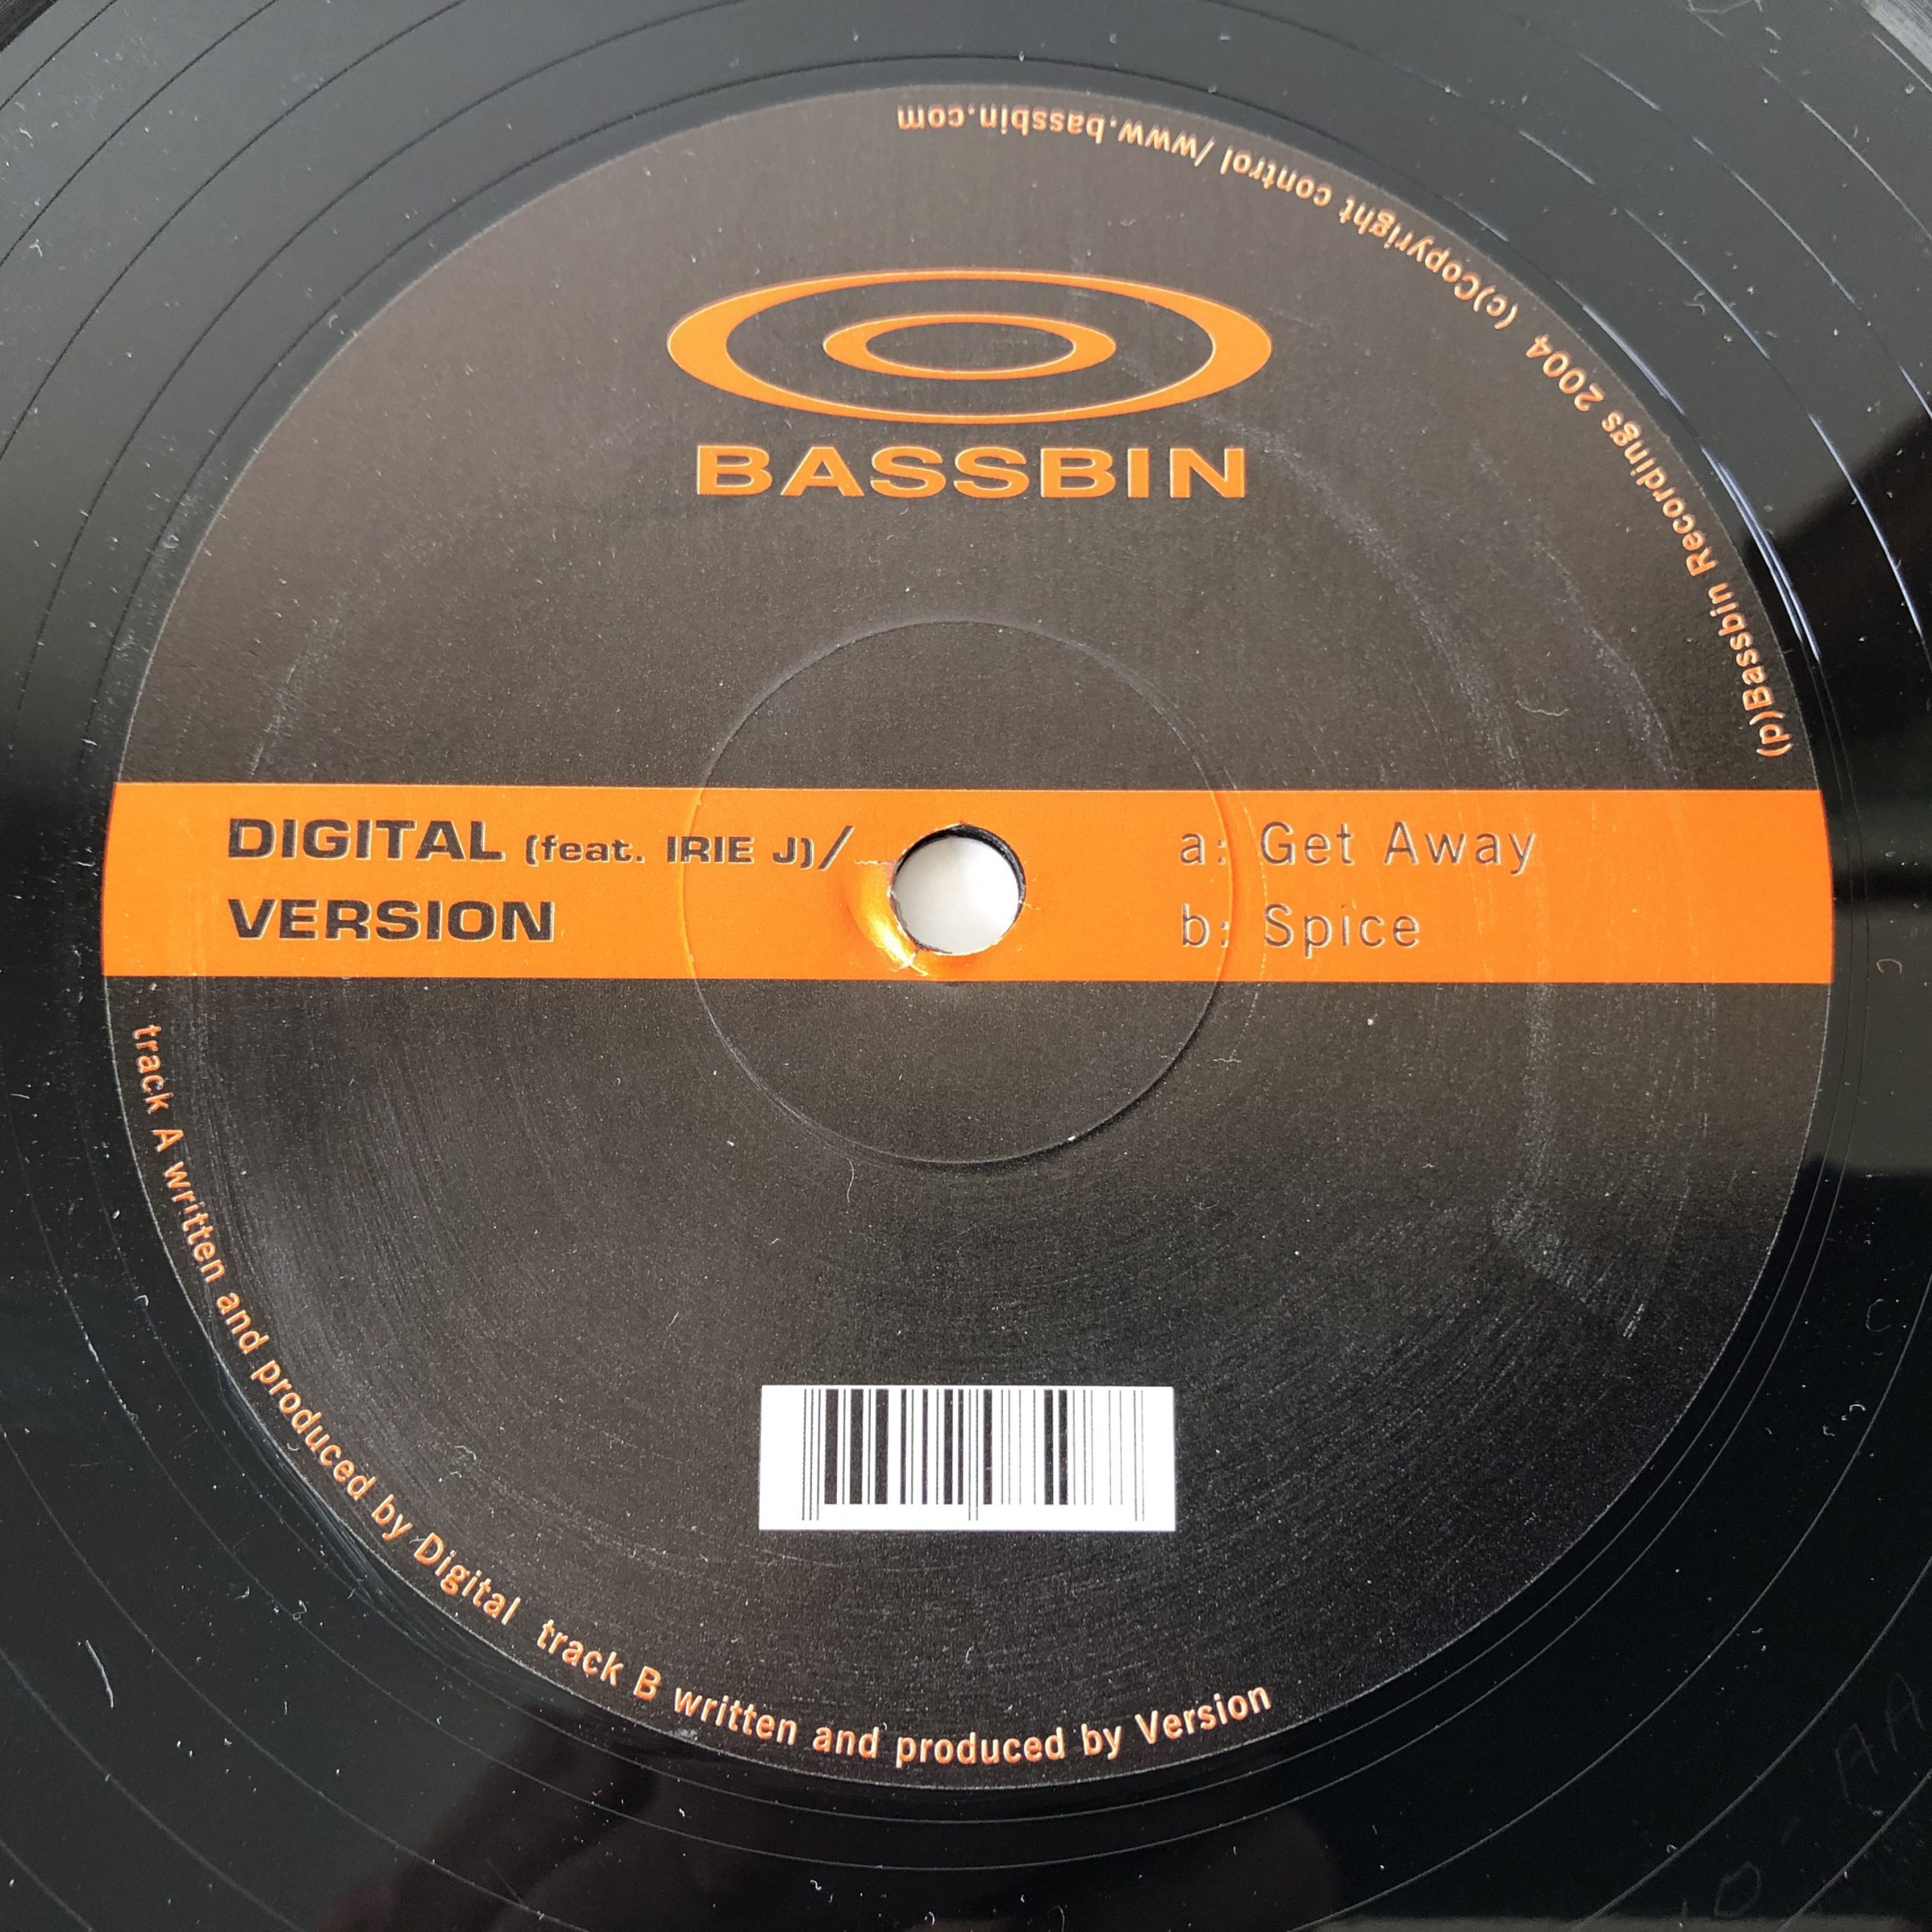 BASSBIN
DIGITAL (feat. IRIE J)/
VERSION
a: Get Away
b: Spice
track A written and produced by Digital track B written and produced by Version
(p)Bassbin Recordings 2004 (c)Copyright control / www.bassbin.com